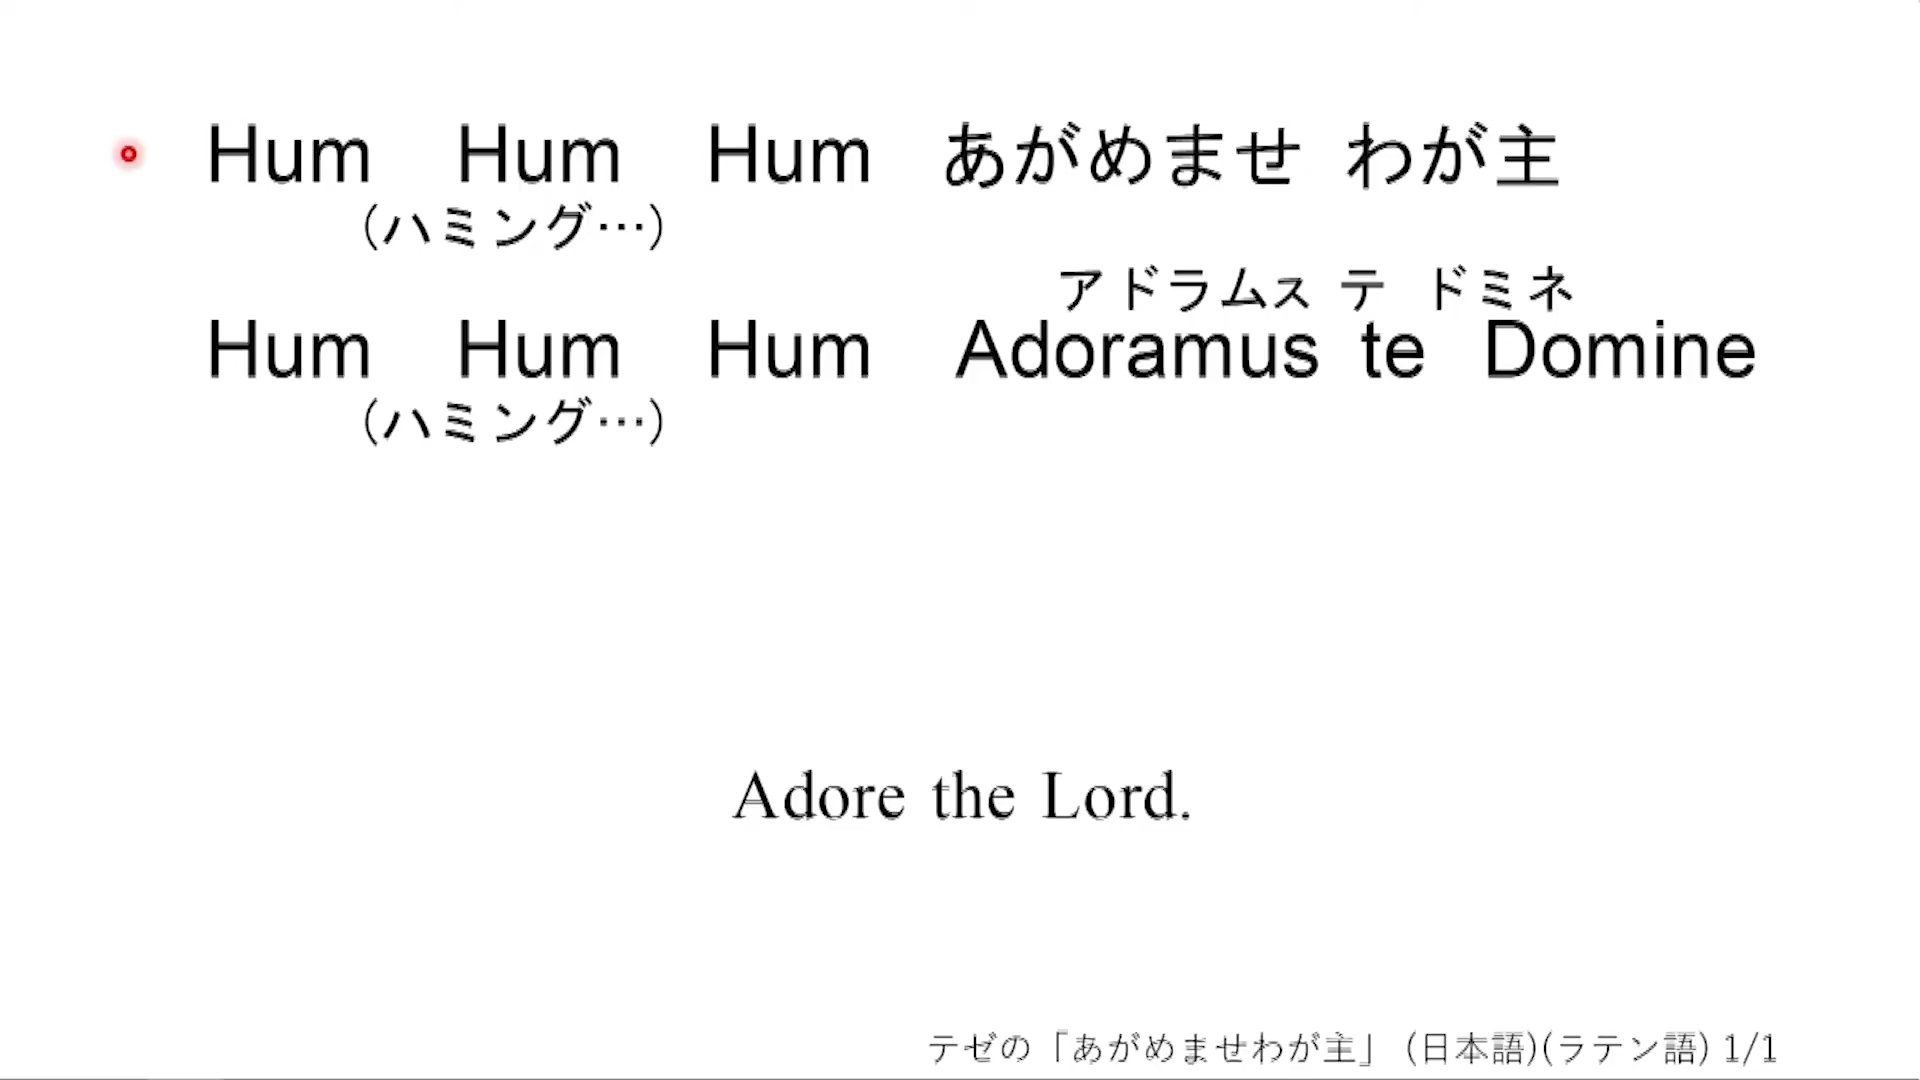 Hum Hum Hum あがめませ わが主
(ハミング…)
アドラムス テ ドミネ
Hum Hum Hum Adoramus te Domine
(ハミング…)
Adore the Lord.
テゼの「あがめませわが主」 (日本語)(ラテン語) 1/1